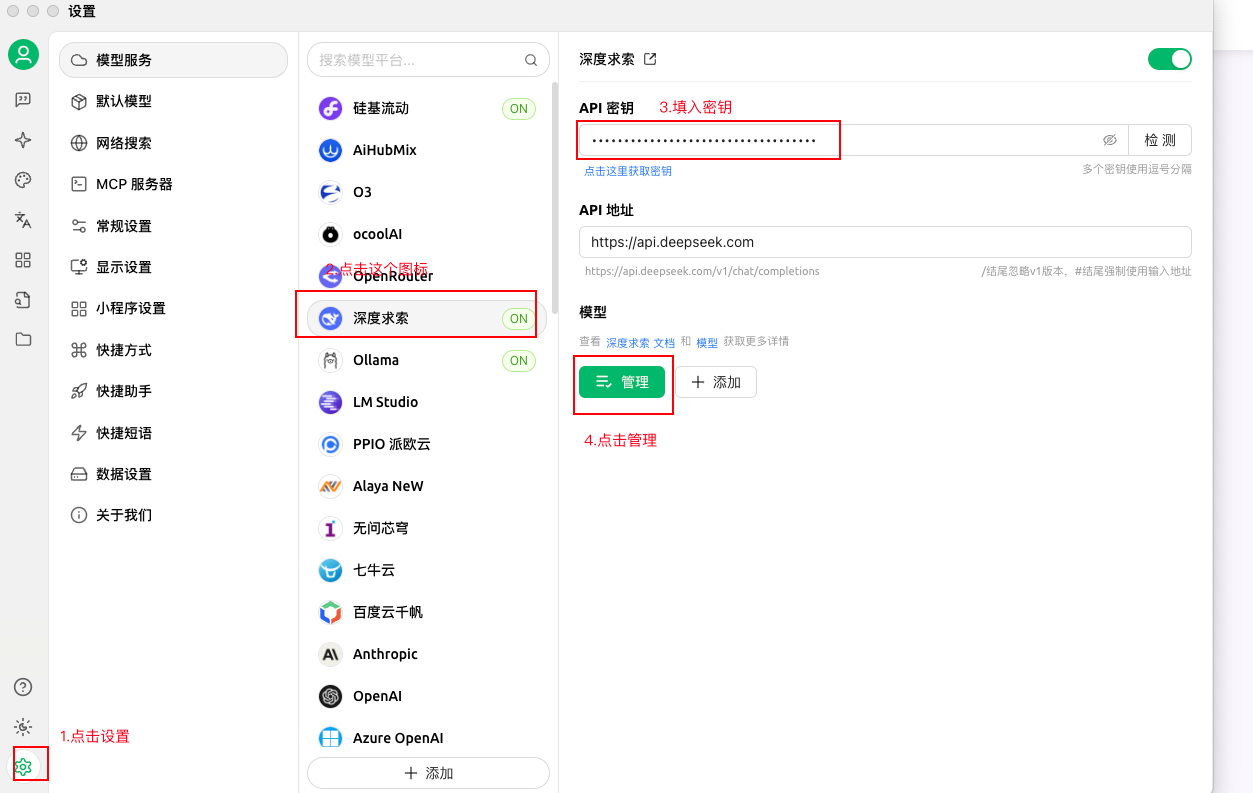 设置
模型服务
默认模型
网络搜索
MCP 服务器
常规设置
显示设置
小程序设置
快捷方式
快捷助手
快捷短语
数据设置
关于我们
1.点击设置
搜索模型平台...
硅基流动 ON
AiHubMix
O3
ocoolAI
2.点击这个图标
OpenRouter
深度求索 ON
Ollama ON
LM Studio
PPIO 派欧云
Alaya NeW
无问芯穹
七牛云
百度云千帆
Anthropic
OpenAI
Azure OpenAI
添加
深度求索
API 密钥 3.填入密钥
检 测
点击这里获取密钥 多个密钥使用逗号分隔
API 地址
https://api.deepseek.com
https://api.deepseek.com/v1/chat/completions /结尾忽略v1版本，#结尾强制使用输入地址
模型
查看 深度求索 文档 和 模型 获取更多详情
管理 添加
4.点击管理